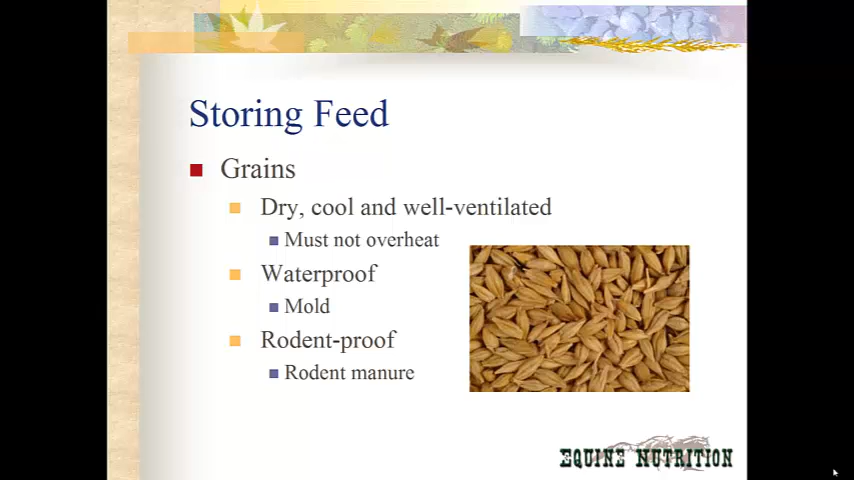 Storing Feed
Grains
Dry, cool and well-ventilated
Must not overheat
Waterproof
Mold
Rodent-proof
Rodent manure
EQUINE NUTRITION